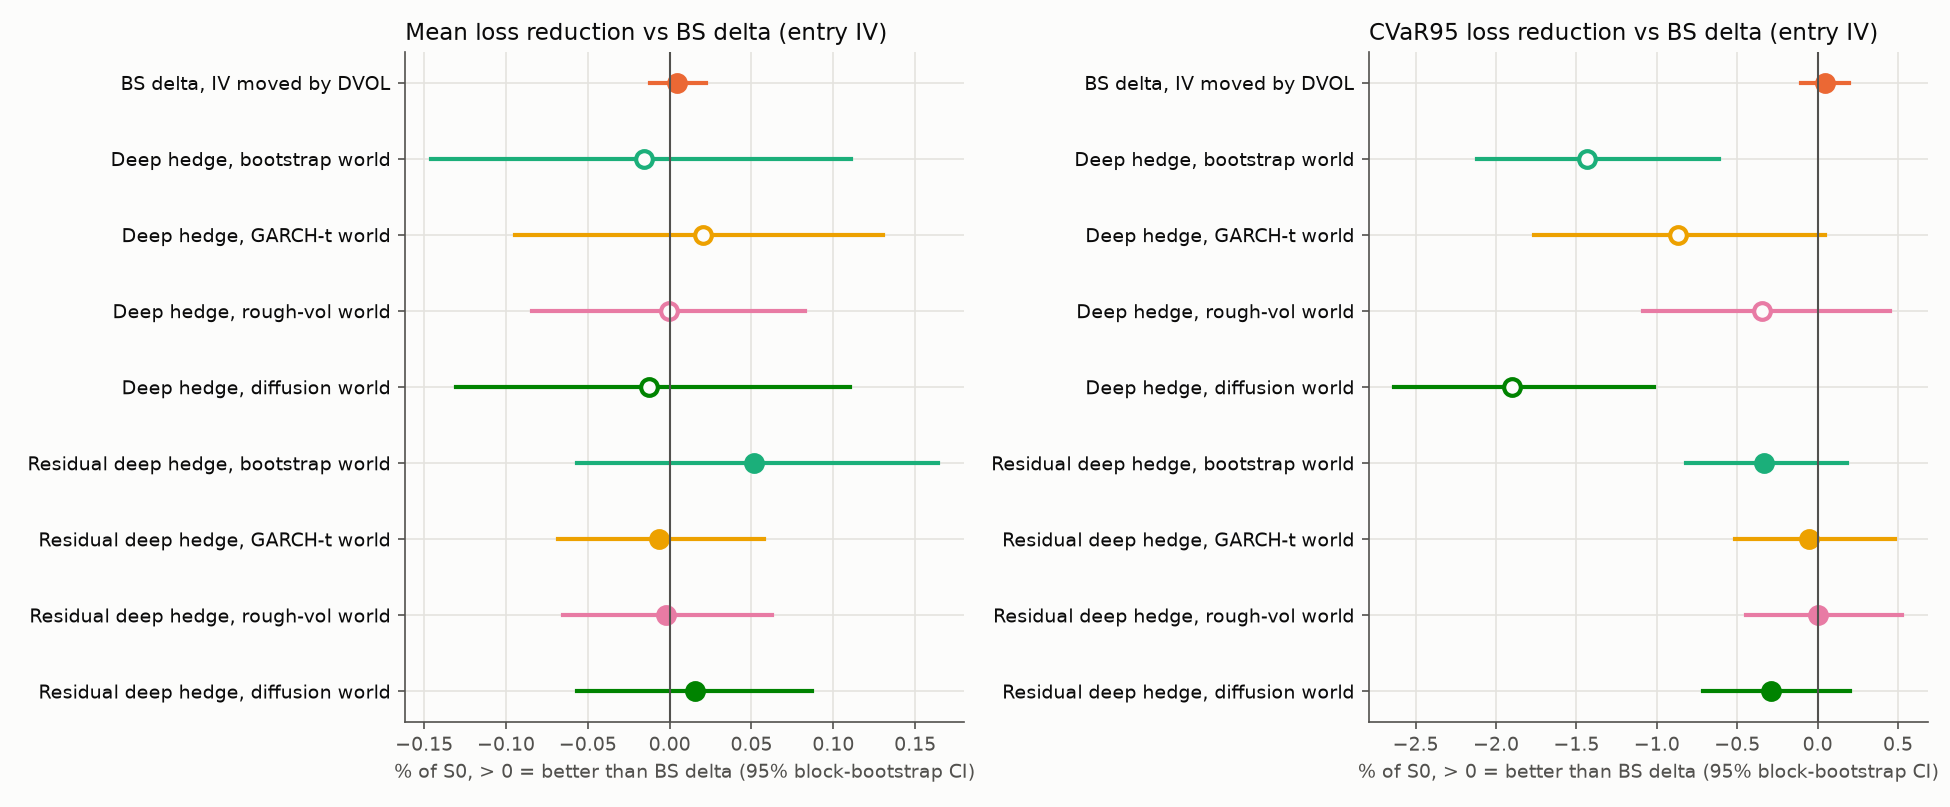 Mean loss reduction vs BS delta (entry IV)
BS delta, IV moved by DVOL
Deep hedge, bootstrap world
Deep hedge, GARCH-t world
Deep hedge, rough-vol world
Deep hedge, diffusion world
Residual deep hedge, bootstrap world
Residual deep hedge, GARCH-t world
Residual deep hedge, rough-vol world
Residual deep hedge, diffusion world
−0.15 −0.10 −0.05 0.00 0.05 0.10 0.15
% of S0, > 0 = better than BS delta (95% block-bootstrap CI)
CVaR95 loss reduction vs BS delta (entry IV)
BS delta, IV moved by DVOL
Deep hedge, bootstrap world
Deep hedge, GARCH-t world
Deep hedge, rough-vol world
Deep hedge, diffusion world
Residual deep hedge, bootstrap world
Residual deep hedge, GARCH-t world
Residual deep hedge, rough-vol world
Residual deep hedge, diffusion world
−2.5 −2.0 −1.5 −1.0 −0.5 0.0 0.5
% of S0, > 0 = better than BS delta (95% block-bootstrap CI)